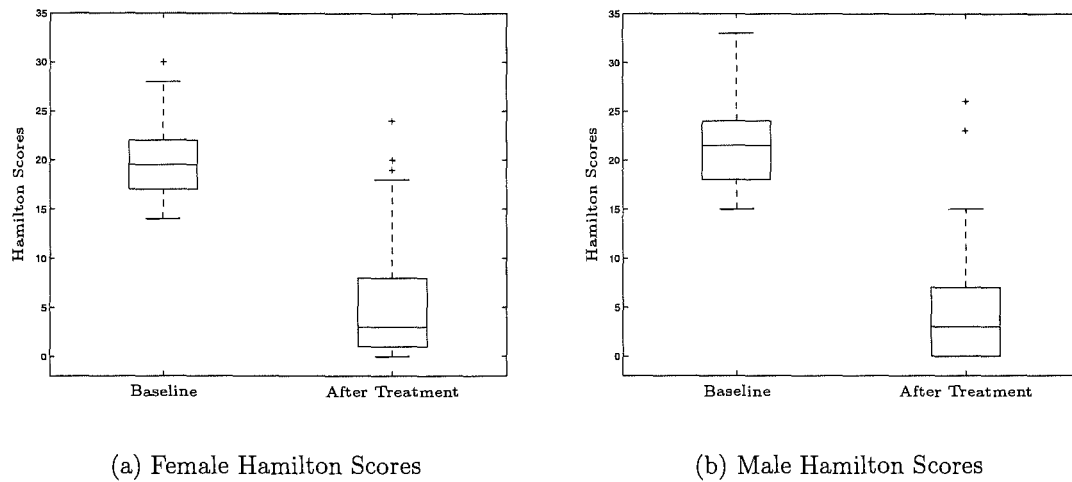 35
30
25
20
15
10
5
0
Hamilton Scores
Baseline
After Treatment
(a) Female Hamilton Scores
35
30
25
20
15
10
5
0
Hamilton Scores
Baseline
After Treatment
(b) Male Hamilton Scores